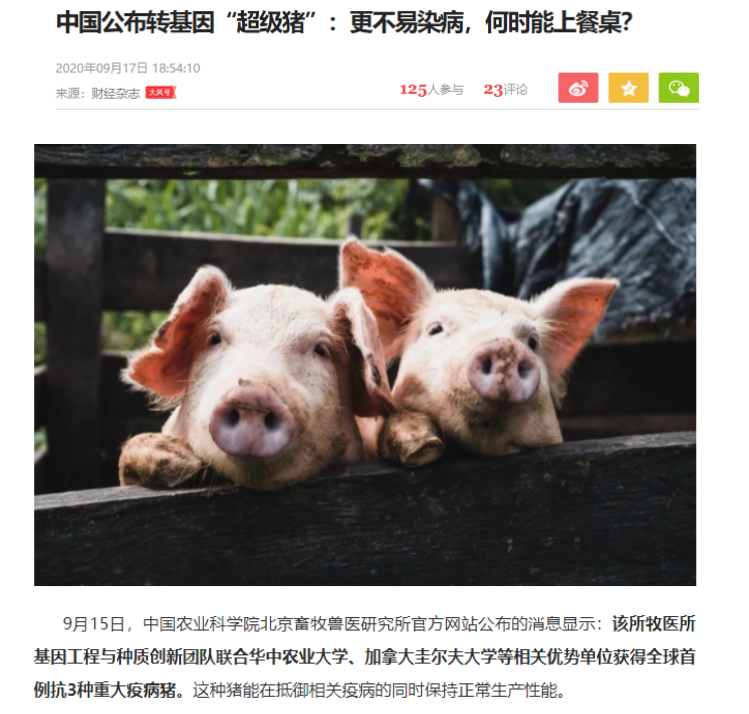 中国公布转基因“超级猪”：更不易染病，何时能上餐桌？
2020年09月17日 18:54:10
来源：财经杂志 大风号
125人参与 23评论
9月15日，中国农业科学院北京畜牧兽医研究所官方网站公布的消息显示：该所牧医所
基因工程与种质创新团队联合华中农业大学、加拿大圭尔夫大学等相关优势单位获得全球首
例抗3种重大疫病猪。这种猪能在抵御相关疫病的同时保持正常生产性能。